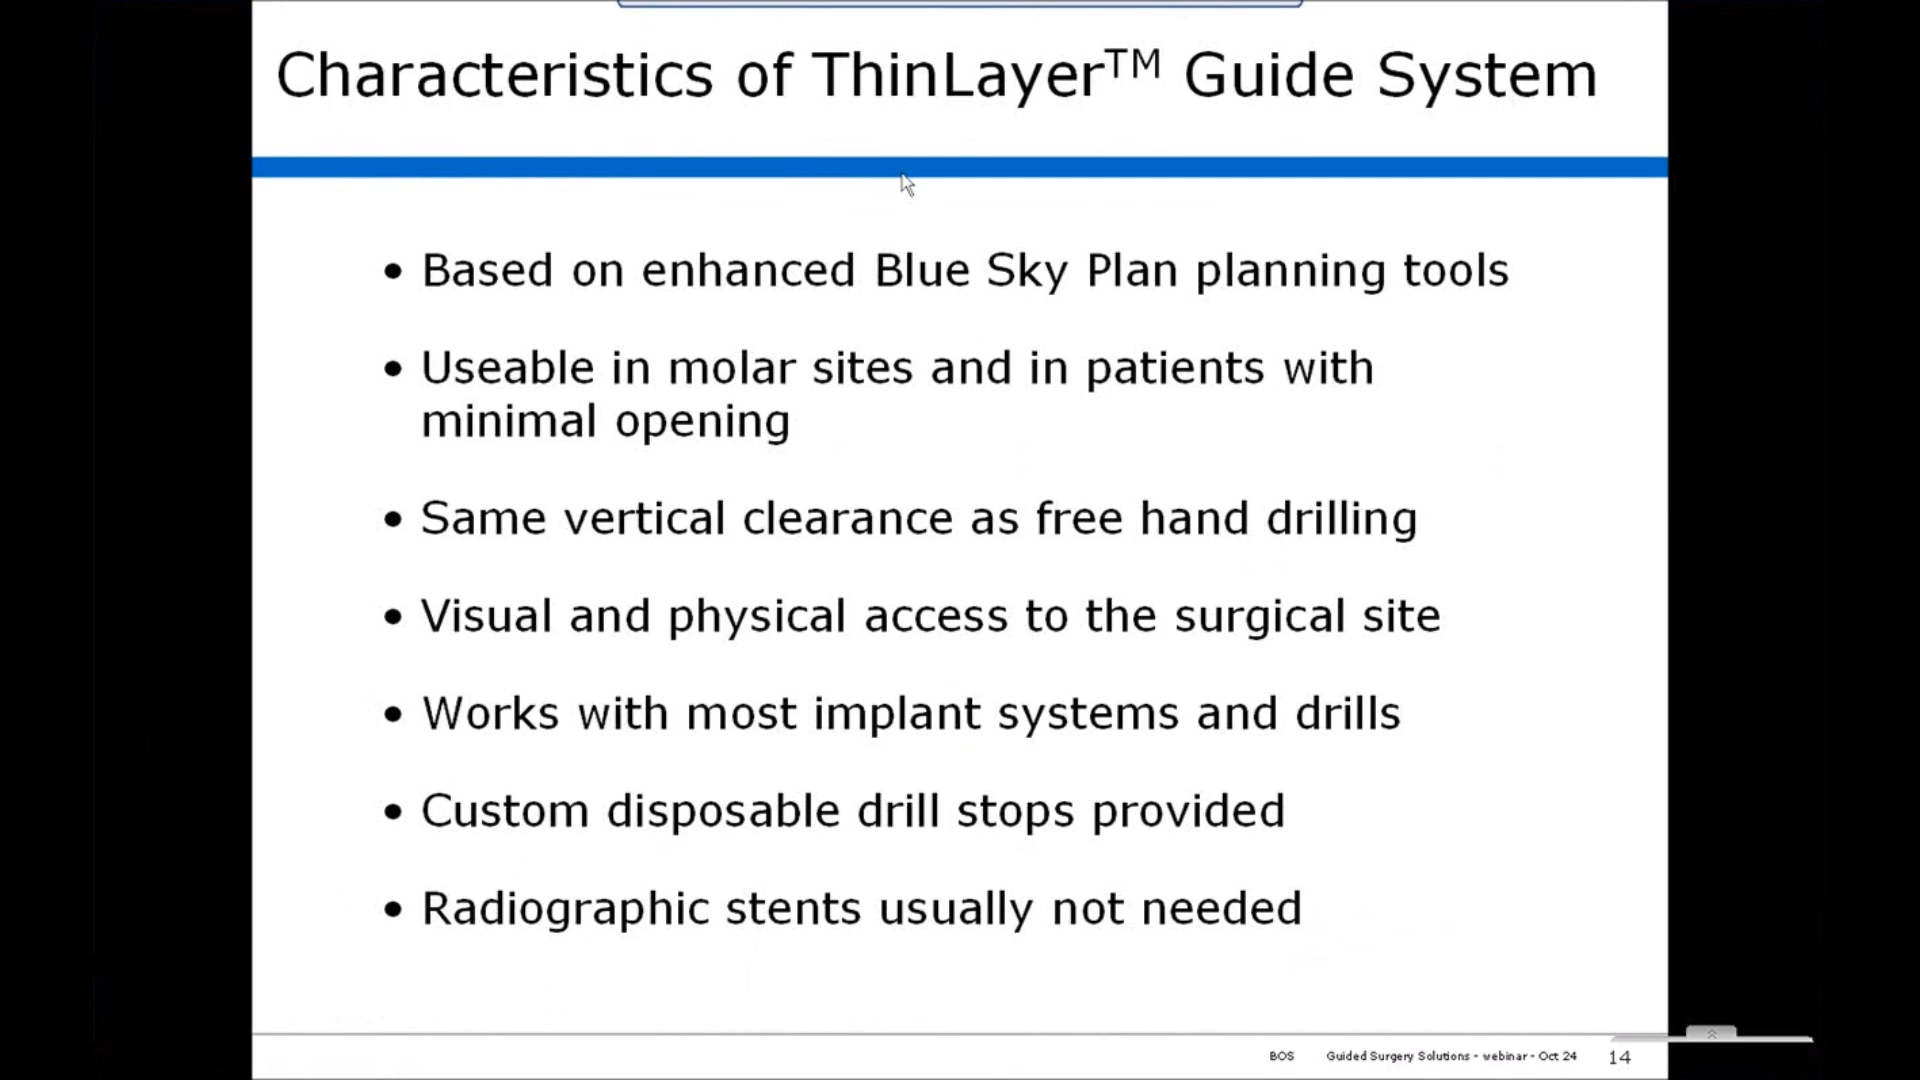 Characteristics of ThinLayer™ Guide System
• Based on enhanced Blue Sky Plan planning tools
• Useable in molar sites and in patients with
minimal opening
• Same vertical clearance as free hand drilling
• Visual and physical access to the surgical site
• Works with most implant systems and drills
• Custom disposable drill stops provided
• Radiographic stents usually not needed
BOS Guided Surgery Solutions - webinar - Oct 24 14